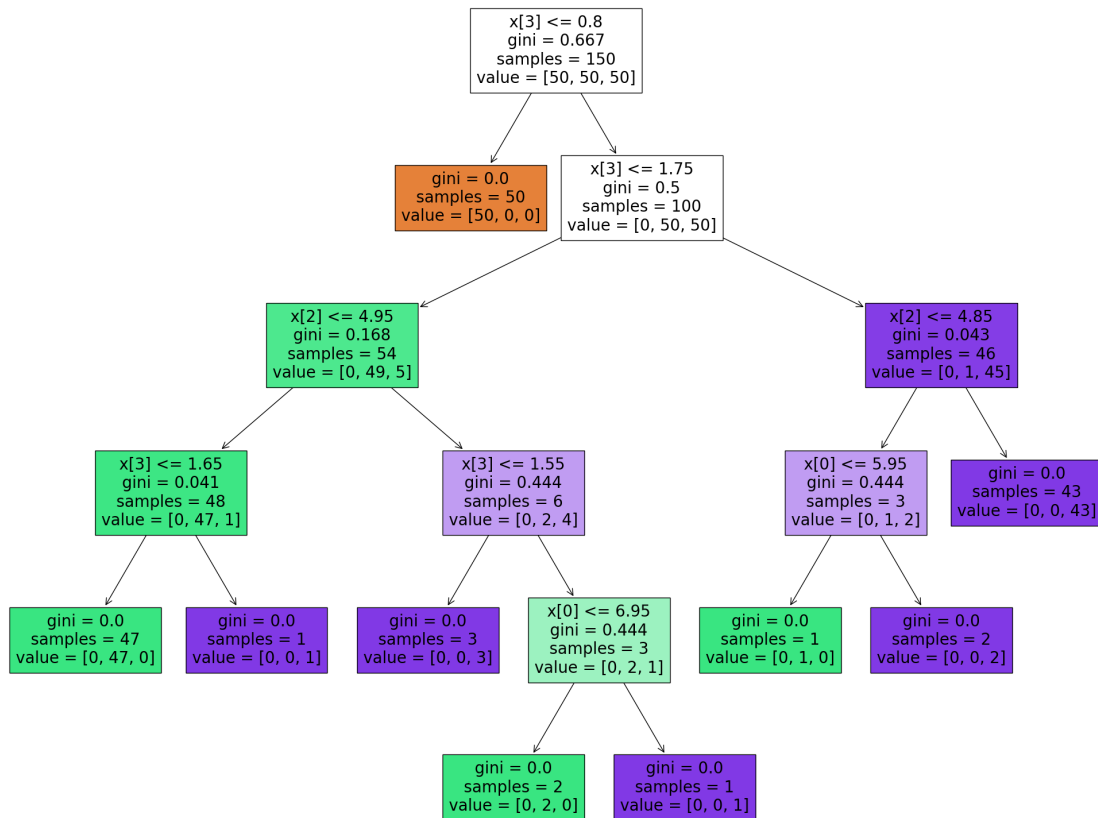 x[3] <= 0.8
gini = 0.667
samples = 150
value = [50, 50, 50]
gini = 0.0
samples = 50
value = [50, 0, 0]
x[3] <= 1.75
gini = 0.5
samples = 100
value = [0, 50, 50]
x[2] <= 4.95
gini = 0.168
samples = 54
value = [0, 49, 5]
x[2] <= 4.85
gini = 0.043
samples = 46
value = [0, 1, 45]
x[3] <= 1.65
gini = 0.041
samples = 48
value = [0, 47, 1]
x[3] <= 1.55
gini = 0.444
samples = 6
value = [0, 2, 4]
x[0] <= 5.95
gini = 0.444
samples = 3
value = [0, 1, 2]
gini = 0.0
samples = 43
value = [0, 0, 43]
gini = 0.0
samples = 47
value = [0, 47, 0]
gini = 0.0
samples = 1
value = [0, 0, 1]
gini = 0.0
samples = 3
value = [0, 0, 3]
x[0] <= 6.95
gini = 0.444
samples = 3
value = [0, 2, 1]
gini = 0.0
samples = 1
value = [0, 1, 0]
gini = 0.0
samples = 2
value = [0, 0, 2]
gini = 0.0
samples = 2
value = [0, 2, 0]
gini = 0.0
samples = 1
value = [0, 0, 1]